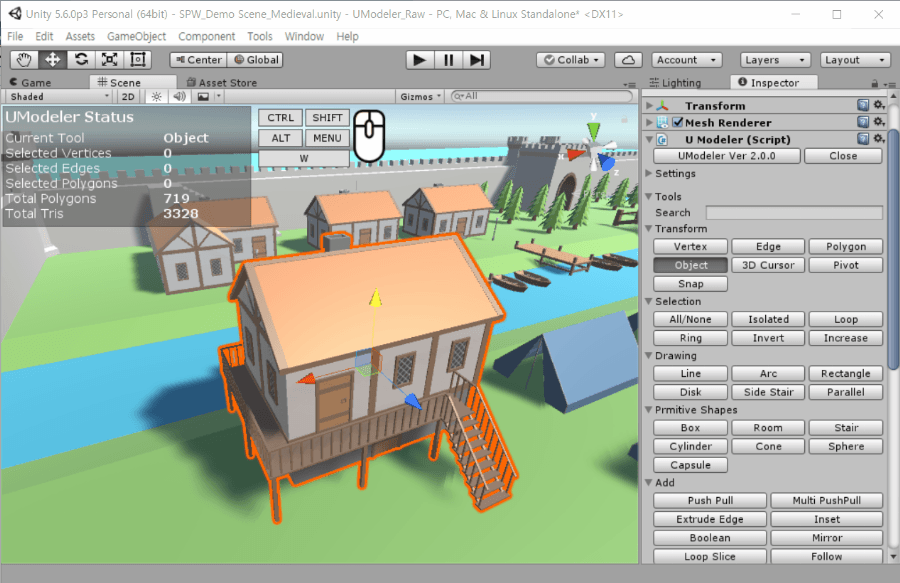 Unity 5.6.0p3 Personal (64bit) - SPW_Demo Scene_Medieval.unity - UModeler_Raw - PC, Mac & Linux Standalone* <DX11>
File Edit Assets GameObject Component Tools Window Help
Center Global Collab Account Layers Layout
Game Scene Asset Store Lighting Inspector
Shaded 2D Gizmos All
UModeler Status
Current Tool Object
Selected Vertices 0
Selected Edges 0
Selected Polygons 0
Total Polygons 719
Total Tris 3328
CTRL SHIFT
ALT MENU
W
y
x
z
Transform
Mesh Renderer
U Modeler (Script)
UModeler Ver 2.0.0 Close
Settings
Tools
Search
Transform
Vertex Edge Polygon
Object 3D Cursor Pivot
Snap
Selection
All/None Isolated Loop
Ring Invert Increase
Drawing
Line Arc Rectangle
Disk Side Stair Parallel
Prmitive Shapes
Box Room Stair
Cylinder Cone Sphere
Capsule
Add
Push Pull Multi PushPull
Extrude Edge Inset
Boolean Mirror
Loop Slice Follow